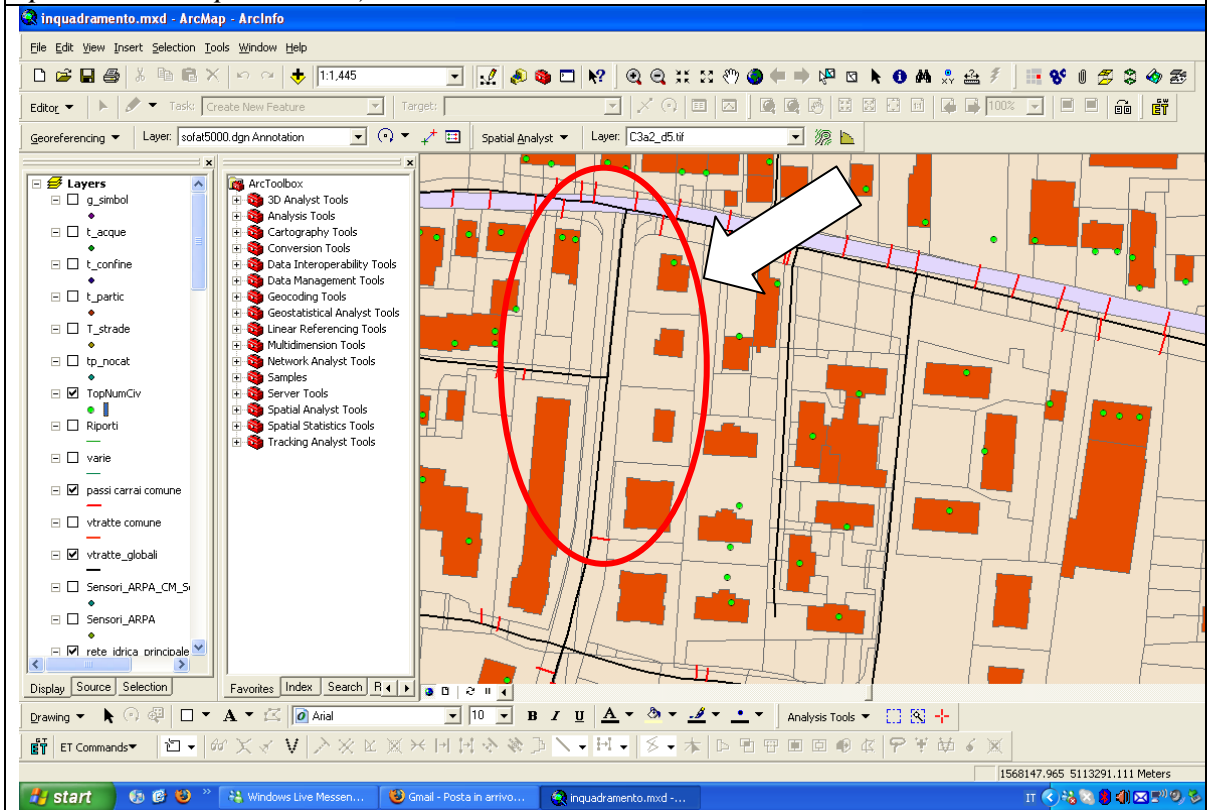 inquadramento.mxd - ArcMap - ArcInfo
File Edit View Insert Selection Tools Window Help
1:1,445
Editor Task: Create New Feature Target: 100%
Georeferencing Layer: sofat5000.dgn Annotation Spatial Analyst Layer: C3a2_d5.tif
Layers
g_simbol
t_acque
t_confine
t_partic
T_strade
tp_nocat
TopNumCiv
Riporti
varie
passi carrai comune
vtratte comune
vtratte_globali
Sensori_ARPA_CM_S
Sensori_ARPA
rete idrica principale
Display Source Selection
ArcToolbox
3D Analyst Tools
Analysis Tools
Cartography Tools
Conversion Tools
Data Interoperability Tools
Data Management Tools
Geocoding Tools
Geostatistical Analyst Tools
Linear Referencing Tools
Multidimension Tools
Network Analyst Tools
Samples
Server Tools
Spatial Analyst Tools
Spatial Statistics Tools
Tracking Analyst Tools
Favorites Index Search R
Drawing A Arial 10 B I U A Analysis Tools
ET Commands
1568147.965 5113291.111 Meters
start Windows Live Messen... Gmail - Posta in arrivo... inquadramento.mxd -... IT